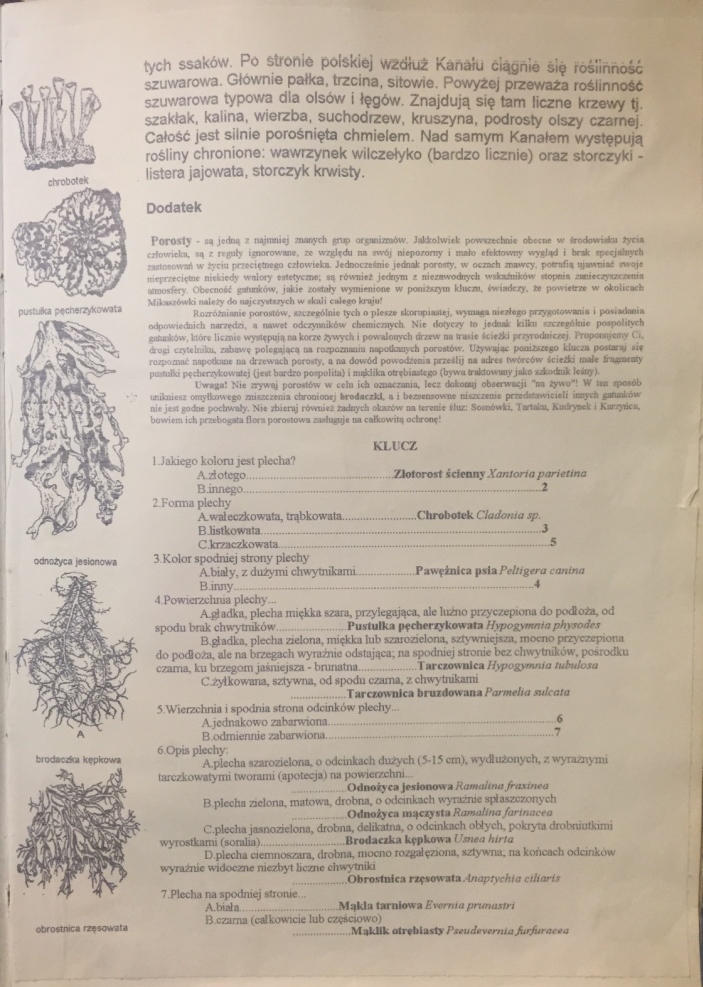 tych ssaków. Po stronie polskiej wzdłuż Kanału ciągnie się roślinność
szuwarowa. Głównie pałka, trzcina, sitowie. Powyżej przeważa roślinność
szuwarowa typowa dla olsów i łęgów. Znajdują się tam liczne krzewy tj.
szakłak, kalina, wierzba, suchodrzew, kruszyna, podrosty olszy czarnej.
Całość jest silnie porośnięta chmielem. Nad samym Kanałem występują
rośliny chronione: wawrzynek wilczełyko (bardzo licznie) oraz storczyki -
listera jajowata, storczyk krwisty.
Dodatek
Porosty - są jedną z najmniej znanych grup organizmów. Jakkolwiek powszechnie obecne w środowisku życia
człowieka, są z reguły ignorowane, ze względu na swój niepozorny i mało efektowny wygląd i brak specjalnych
zastosowań w życiu przeciętnego człowieka. Jednocześnie jednak porosty, w oczach znawcy, potrafią ujawniać swoje
nieprzeciętne niekiedy walory estetyczne; są również jednym z niezawodnych wskaźników stopnia zanieczyszczenia
atmosfery. Obecność gatunków, jakie zostały wymienione w poniższym kluczu, świadczy, że powietrze w okolicach
Mikaszówki należy do najczystszych w skali całego kraju!
Rozróżnianie porostów, szczególnie tych o plesze skorupiastej, wymaga niezłego przygotowania i posiadania
odpowiednich narzędzi, a nawet odczynników chemicznych. Nie dotyczy to jednak kilku szczególnie pospolitych
gatunków, które licznie występują na korze żywych i powalonych drzew na trasie ścieżki przyrodniczej. Proponujemy Ci,
drogi czytelniku, zabawę polegającą na rozpoznaniu napotkanych porostów. Używając poniższego klucza postaraj się
rozpoznać napotkane na drzewach porosty, a na dowód powodzenia prześlij na adres twórców ścieżki małe fragmenty
pustułki pęcherzykowatej (jest bardzo pospolita) i mąklika otrębiastego (bywa traktowany jako szkodnik leśny).
Uwaga! Nie zrywaj porostów w celu ich oznaczania, lecz dokonaj obserwacji "na żywo"! W ten sposób
unikniesz omyłkowego zniszczenia chronionej brodaczki, a i bezsensowne niszczenie przedstawicieli innych gatunków
nie jest godne pochwały. Nie zbieraj również żadnych okazów na terenie śluz: Sosnówki, Tartaku, Kudrynek i Kurzyńca,
bowiem ich przebogata flora porostowa zasługuje na całkowitą ochronę!
KLUCZ
1.Jakiego koloru jest plecha?
A.złotego..........Złotorost ścienny Xantoria parietina
B.innego..........2
2.Forma plechy
A.wałeczkowata, trąbkowata..........Chrobotek Cladonia sp.
B.listkowata..........3
C.krzaczkowata..........5
3.Kolor spodniej strony plechy
A.biały, z dużymi chwytnikami..........Pawężnica psia Peltigera canina
B.inny..........4
4.Powierzchnia plechy...
A.gładka, plecha miękka szara, przylegająca, ale luźno przyczepiona do podłoża, od
spodu brak chwytników..........Pustułka pęcherzykowata Hypogymnia physodes
B.gładka, plecha zielona, miękka lub szarozielona, sztywniejsza, mocno przyczepiona
do podłoża, ale na brzegach wyraźnie odstająca; na spodniej stronie bez chwytników, pośrodku
czarna, ku brzegom jaśniejsza - brunatna..........Tarczownica Hypogymnia tubulosa
C.żyłkowana, sztywna, od spodu czarna, z chwytnikami
..........Tarczownica bruzdowana Parmelia sulcata
5.Wierzchnia i spodnia strona odcinków plechy...
A.jednakowo zabarwiona..........6
B.odmiennie zabarwiona..........7
6.Opis plechy:
A.plecha szarozielona, o odcinkach dużych (5-15 cm), wydłużonych, z wyraźnymi
tarczkowatymi tworami (apotecja) na powierzchni...
..........Odnożyca jesionowa Ramalina fraxinea
B.plecha zielona, matowa, drobna, o odcinkach wyraźnie spłaszczonych
..........Odnożyca mączysta Ramalina farinacea
C.plecha jasnozielona, drobna, delikatna, o odcinkach obłych, pokryta drobniutkimi
wyrostkami (soralia)..........Brodaczka kępkowa Usnea hirta
D.plecha ciemnoszara, drobna, mocno rozgałęziona, sztywna; na końcach odcinków
wyraźnie widoczne niezbyt liczne chwytniki
..........Obrostnica rzęsowata Anaptychia ciliaris
7.Plecha na spodniej stronie...
A.biała..........Mąkla tarniowa Evernia prunastri
B.czarna (całkowicie lub częściowo)
..........Mąklik otrębiasty Pseudevernia furfuracea
chrobotek
pustułka pęcherzykowata
odnożyca jesionowa
A
brodaczka kępkowa
obrostnica rzęsowata